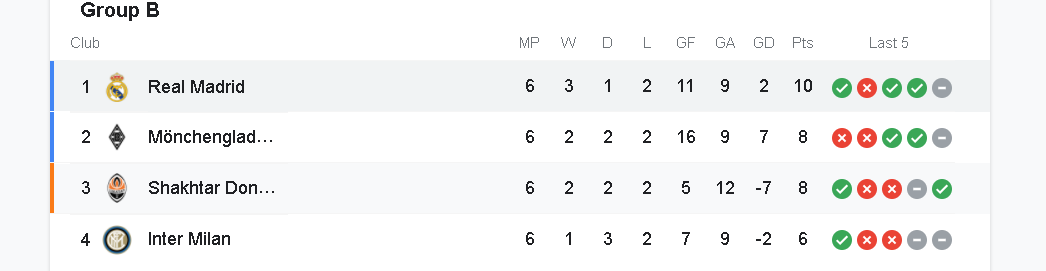 Group B
Club MP W D L GF GA GD Pts Last 5
1 Real Madrid 6 3 1 2 11 9 2 10
2 Mönchenglad... 6 2 2 2 16 9 7 8
3 Shakhtar Don... 6 2 2 2 5 12 -7 8
4 Inter Milan 6 1 3 2 7 9 -2 6